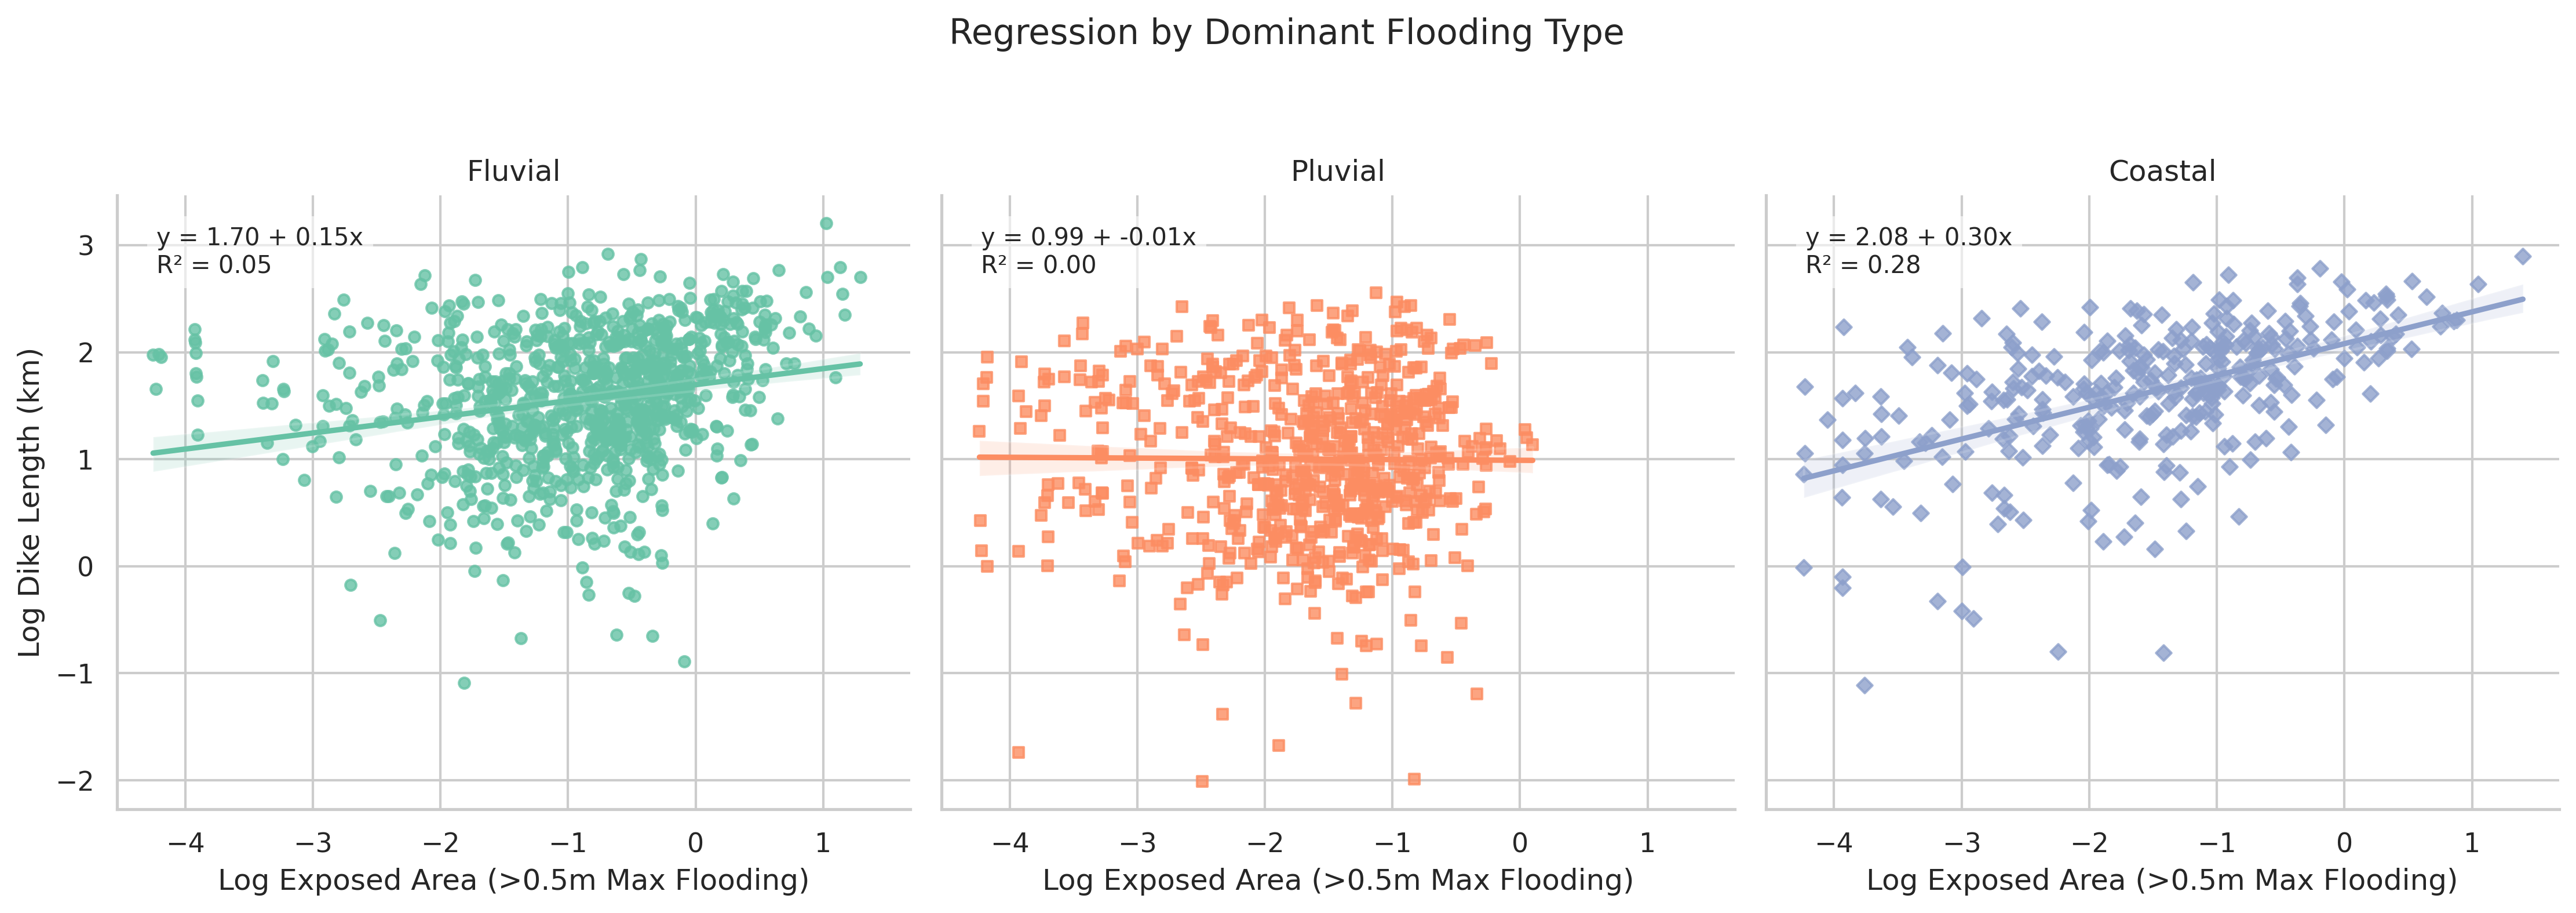 Regression by Dominant Flooding Type
Fluvial
Pluvial
Coastal
y = 1.70 + 0.15x
R² = 0.05
y = 0.99 + -0.01x
R² = 0.00
y = 2.08 + 0.30x
R² = 0.28
Log Dike Length (km)
3
2
1
0
−1
−2
−4 −3 −2 −1 0 1
−4 −3 −2 −1 0 1
−4 −3 −2 −1 0 1
Log Exposed Area (>0.5m Max Flooding)
Log Exposed Area (>0.5m Max Flooding)
Log Exposed Area (>0.5m Max Flooding)